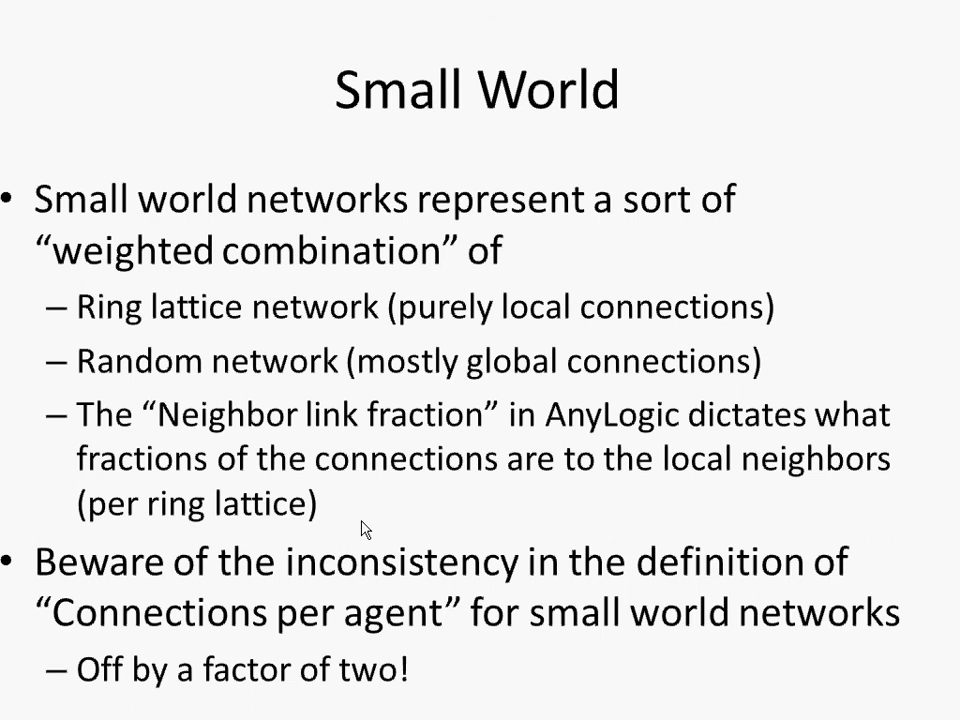 Small World
• Small world networks represent a sort of
“weighted combination” of
– Ring lattice network (purely local connections)
– Random network (mostly global connections)
– The “Neighbor link fraction” in AnyLogic dictates what
fractions of the connections are to the local neighbors
(per ring lattice)
• Beware of the inconsistency in the definition of
“Connections per agent” for small world networks
– Off by a factor of two!